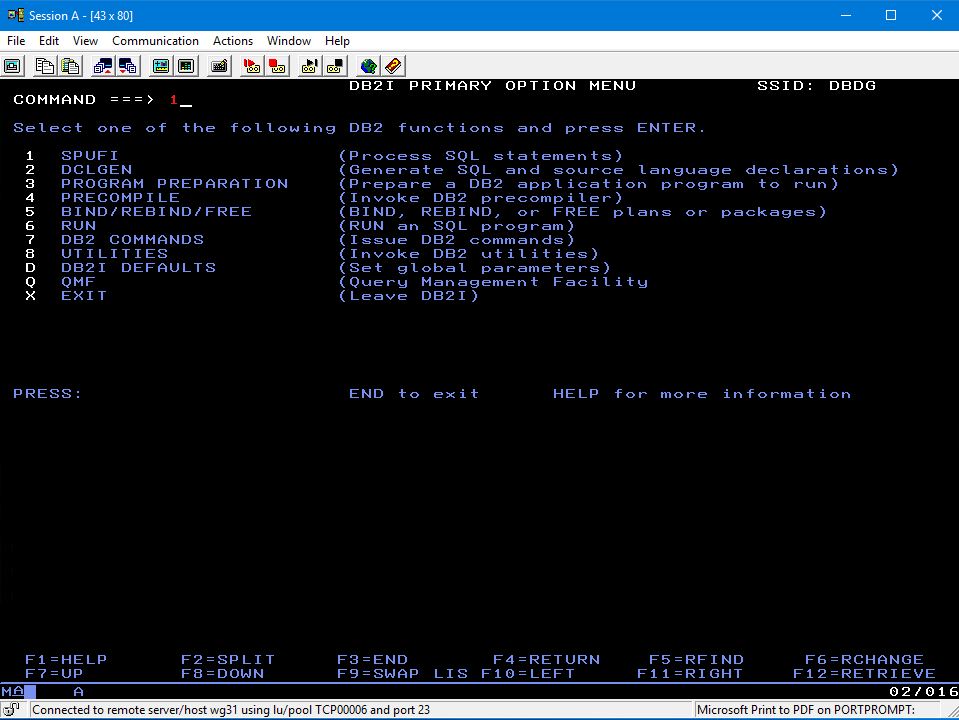 Session A - [43 x 80]
File Edit View Communication Actions Window Help
DB2I PRIMARY OPTION MENU SSID: DBDG
COMMAND ===> 1_
Select one of the following DB2 functions and press ENTER.
1 SPUFI (Process SQL statements)
2 DCLGEN (Generate SQL and source language declarations)
3 PROGRAM PREPARATION (Prepare a DB2 application program to run)
4 PRECOMPILE (Invoke DB2 precompiler)
5 BIND/REBIND/FREE (BIND, REBIND, or FREE plans or packages)
6 RUN (RUN an SQL program)
7 DB2 COMMANDS (Issue DB2 commands)
8 UTILITIES (Invoke DB2 utilities)
D DB2I DEFAULTS (Set global parameters)
Q QMF (Query Management Facility
X EXIT (Leave DB2I)
PRESS: END to exit HELP for more information
F1=HELP F2=SPLIT F3=END F4=RETURN F5=RFIND F6=RCHANGE
F7=UP F8=DOWN F9=SWAP LIS F10=LEFT F11=RIGHT F12=RETRIEVE
MA A 02/016
Connected to remote server/host wg31 using lu/pool TCP00006 and port 23 Microsoft Print to PDF on PORTPROMPT: